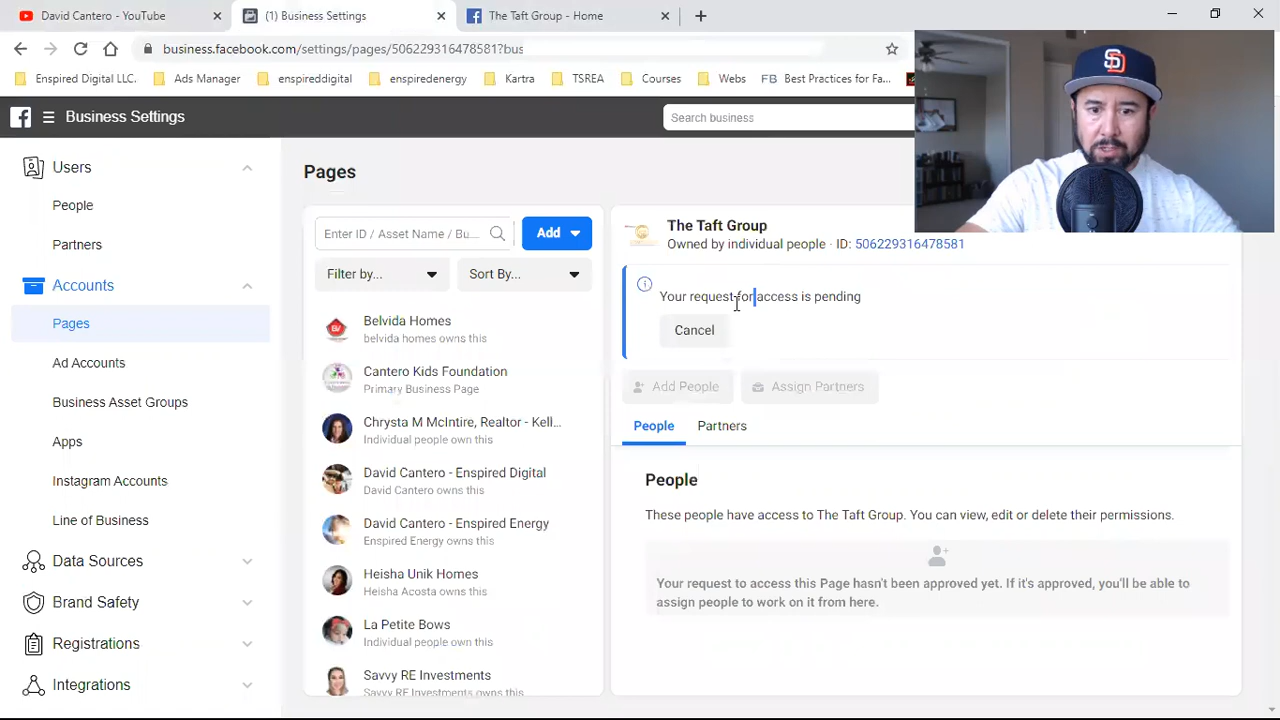 David Cantero - YouTube
(1) Business Settings
The Taft Group - Home
business.facebook.com/settings/pages/506229316478581?bus
Enspired Digital LLC.
Ads Manager
enspireddigital
ensiredenergy
Kartra
TSREA
Courses
Webs
FB Best Practices for Fa...
Business Settings
Search business
Users
People
Partners
Accounts
Pages
Ad Accounts
Business Asset Groups
Apps
Instagram Accounts
Line of Business
Data Sources
Brand Safety
Registrations
Integrations
Pages
Enter ID / Asset Name / Bu...
Add
Filter by...
Sort By...
Belvida Homes
belvida homes owns this
Cantero Kids Foundation
Primary Business Page
Chrysta M McIntire, Realtor - Kell...
Individual people own this
David Cantero - Enspired Digital
David Cantero owns this
David Cantero - Enspired Energy
Enspired Energy owns this
Heisha Unik Homes
Heisha Acosta owns this
La Petite Bows
Individual people own this
Savvy RE Investments
Savvy RE Investments owns this
The Taft Group
Owned by individual people · ID: 506229316478581
Your request for access is pending
Cancel
Add People
Assign Partners
People
Partners
People
These people have access to The Taft Group. You can view, edit or delete their permissions.
Your request to access this Page hasn't been approved yet. If it's approved, you'll be able to
assign people to work on it from here.
SD